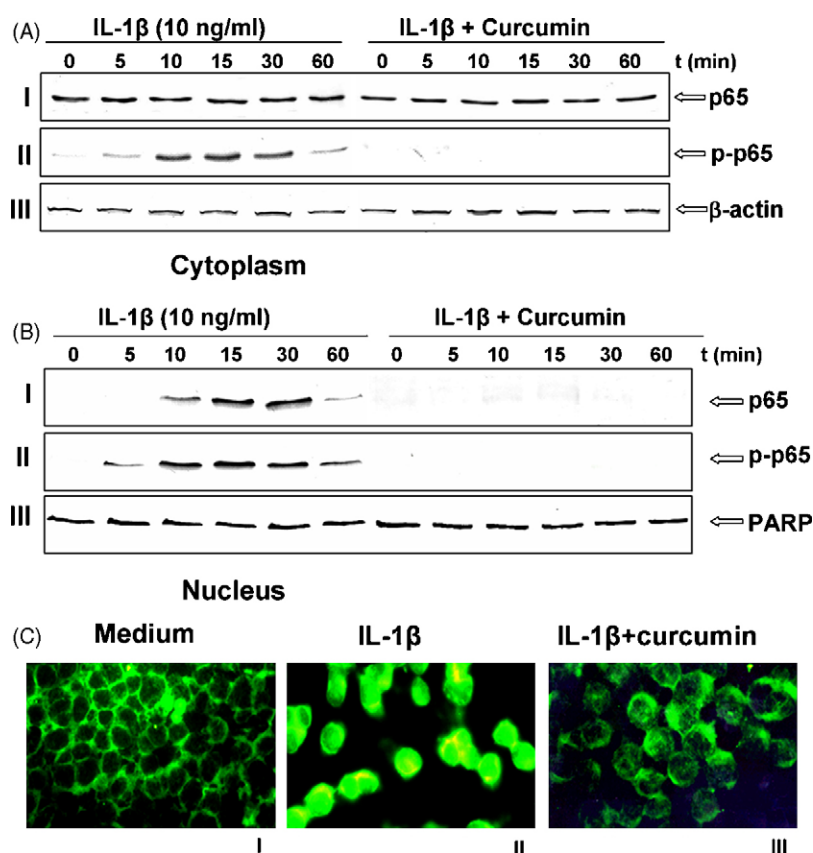 (A) IL-1β (10 ng/ml) IL-1β + Curcumin
0 5 10 15 30 60 0 5 10 15 30 60 t (min)
I p65
II p-p65
III β-actin
Cytoplasm
(B) IL-1β (10 ng/ml) IL-1β + Curcumin
0 5 10 15 30 60 0 5 10 15 30 60 t (min)
I p65
II p-p65
III PARP
Nucleus
(C) Medium IL-1β IL-1β+curcumin
I II III